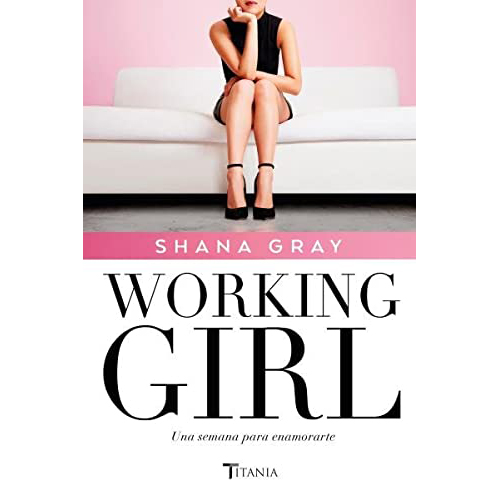 SHANA GRAY
WORKING
GIRL
Una semana para enamorarte
TITANIA